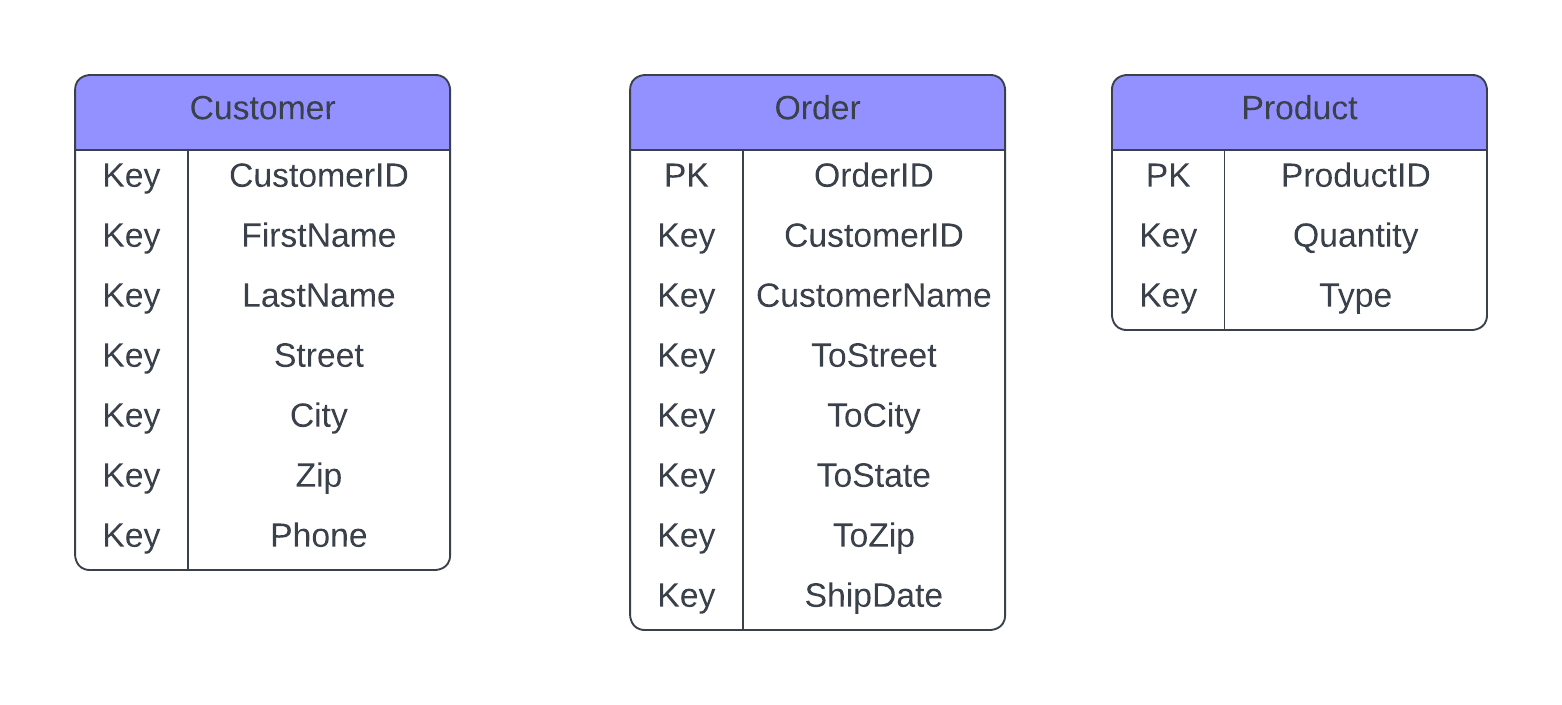 Customer
Key CustomerID
Key FirstName
Key LastName
Key Street
Key City
Key Zip
Key Phone
Order
PK OrderID
Key CustomerID
Key CustomerName
Key ToStreet
Key ToCity
Key ToState
Key ToZip
Key ShipDate
Product
PK ProductID
Key Quantity
Key Type